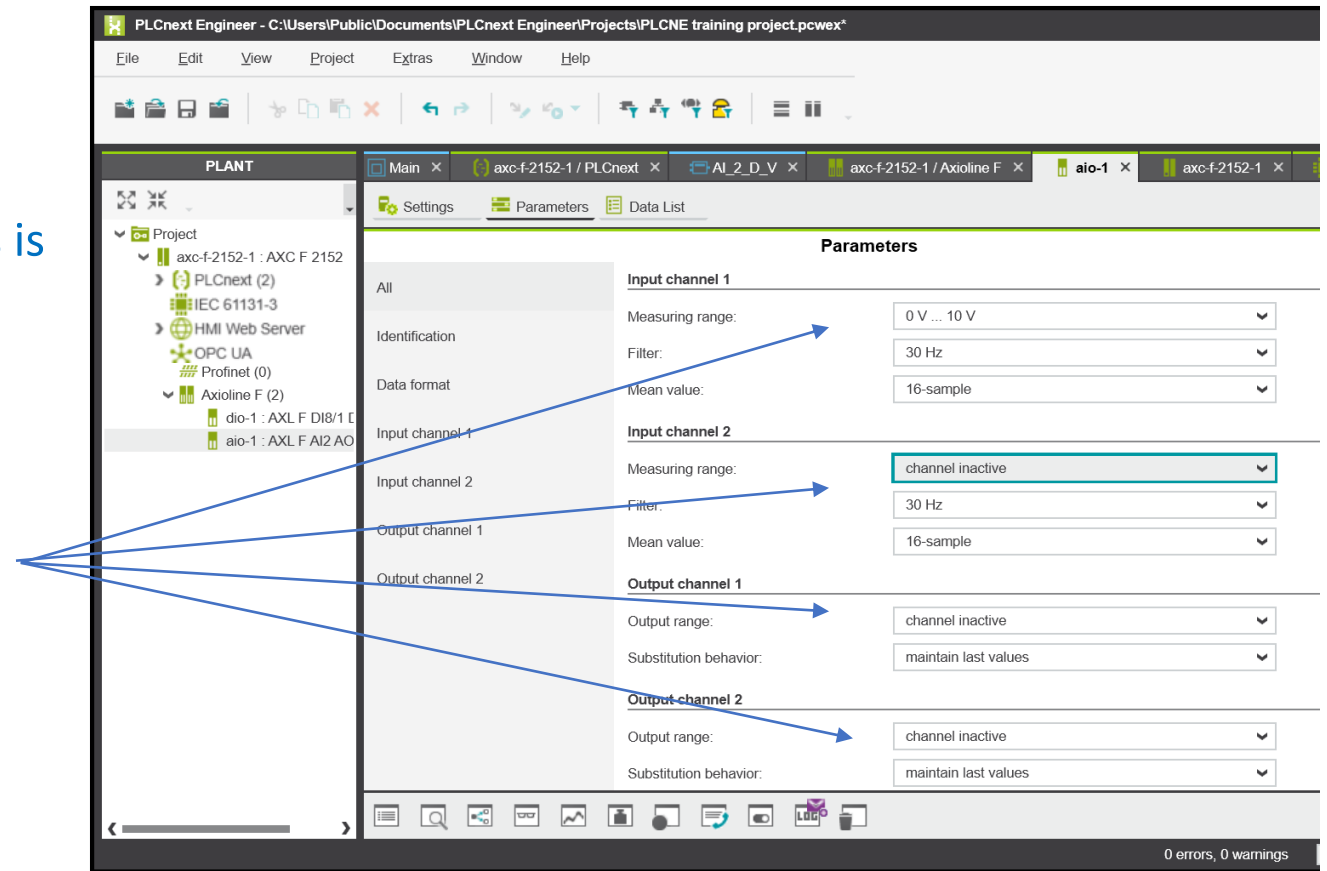 PLCnext Engineer - C:\Users\Public\Documents\PLCnext Engineer\Projects\PLCNE training project.pcwex*
File Edit View Project Extras Window Help
PLANT
Main × axc-f-2152-1 / PLCnext × AI_2_D_V × axc-f-2152-1 / Axioline F × aio-1 × axc-f-2152-1 ×
Settings Parameters Data List
is
Project
axc-f-2152-1 : AXC F 2152
PLCnext (2)
IEC 61131-3
HMI Web Server
OPC UA
Profinet (0)
Axioline F (2)
dio-1 : AXL F DI8/1 D
aio-1 : AXL F AI2 AO
Parameters
All
Identification
Data format
Input channel 1
Input channel 2
Output channel 1
Output channel 2
Input channel 1
Measuring range: 0 V ... 10 V
Filter: 30 Hz
Mean value: 16-sample
Input channel 2
Measuring range: channel inactive
Filter: 30 Hz
Mean value: 16-sample
Output channel 1
Output range: channel inactive
Substitution behavior: maintain last values
Output channel 2
Output range: channel inactive
Substitution behavior: maintain last values
LOG
0 errors, 0 warnings